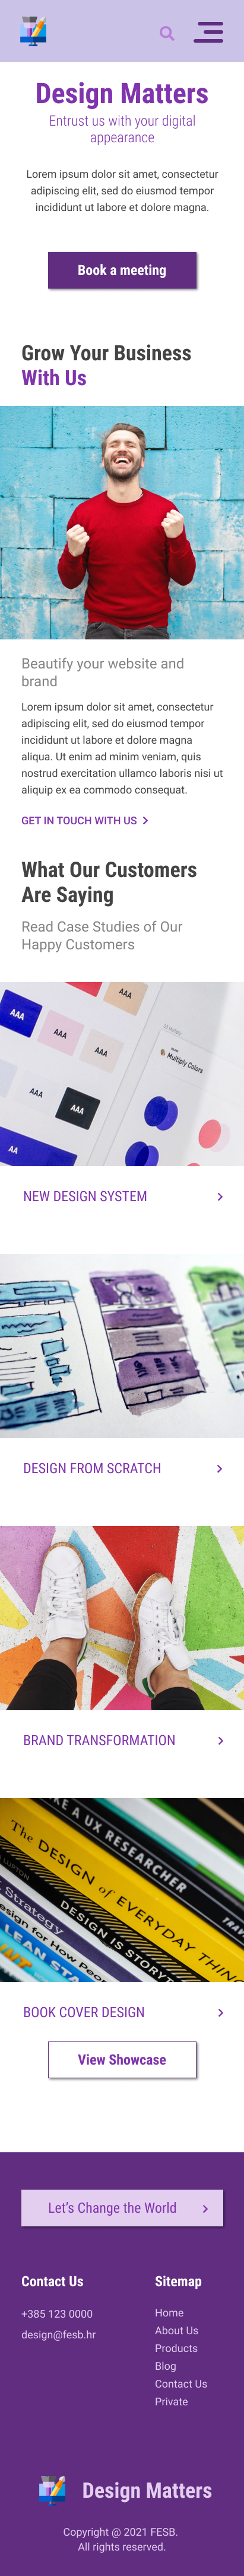 Design Matters
Entrust us with your digital
appearance
Lorem ipsum dolor sit amet, consectetur
adipiscing elit, sed do eiusmod tempor
incididunt ut labore et dolore magna.
Book a meeting
Grow Your Business
With Us
Beautify your website and
brand
Lorem ipsum dolor sit amet, consectetur
adipiscing elit, sed do eiusmod tempor
incididunt ut labore et dolore magna
aliqua. Ut enim ad minim veniam, quis
nostrud exercitation ullamco laboris nisi ut
aliquip ex ea commodo consequat.
GET IN TOUCH WITH US
What Our Customers
Are Saying
Read Case Studies of Our
Happy Customers
AAA
AAA
AAA
AAA
AAA
AA
Multiply Colors
NEW DESIGN SYSTEM
DESIGN FROM SCRATCH
BRAND TRANSFORMATION
KE A UX RESEARCHER
The DESIGN of EVERYDAY THIN
LUPTON
DESIGN IS STORY
Strategy
sign for How Peop
LEAN STA
BOOK COVER DESIGN
View Showcase
Let's Change the World
Contact Us
+385 123 0000
design@fesb.hr
Sitemap
Home
About Us
Products
Blog
Contact Us
Private
Design Matters
Copyright @ 2021 FESB.
All rights reserved.